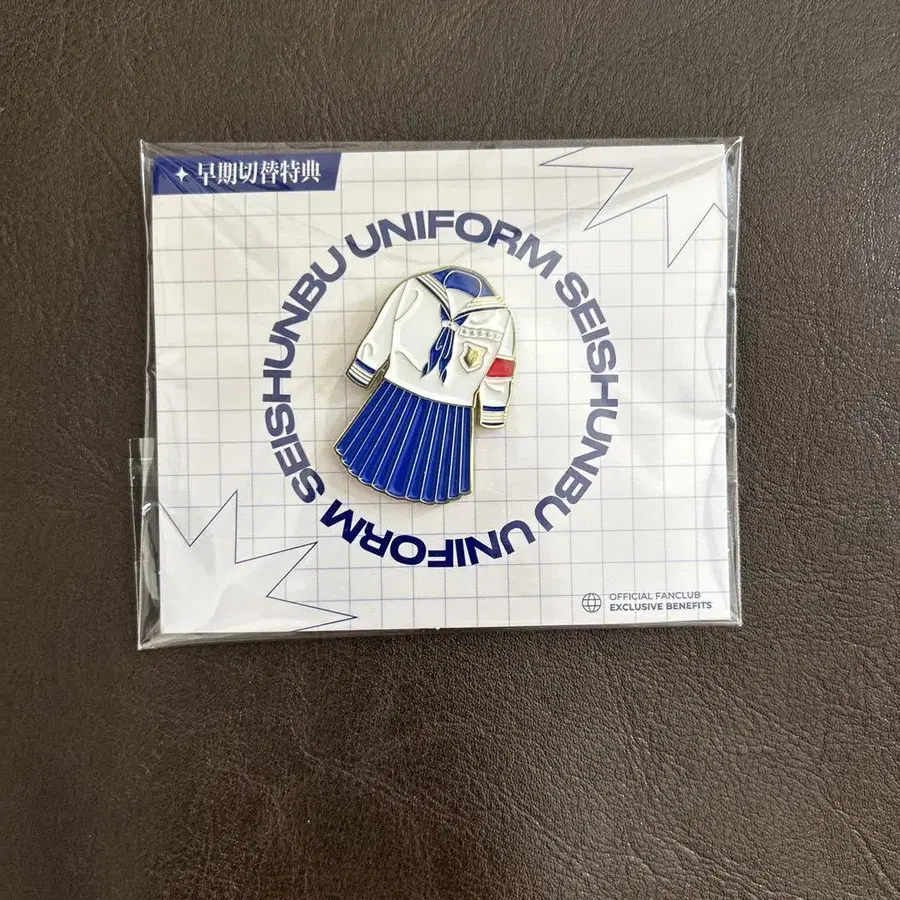 早期切替特典
SEISHUNBU UNIFORM SEISHUNBU UNIFORM
OFFICIAL FANCLUB
EXCLUSIVE BENEFITS